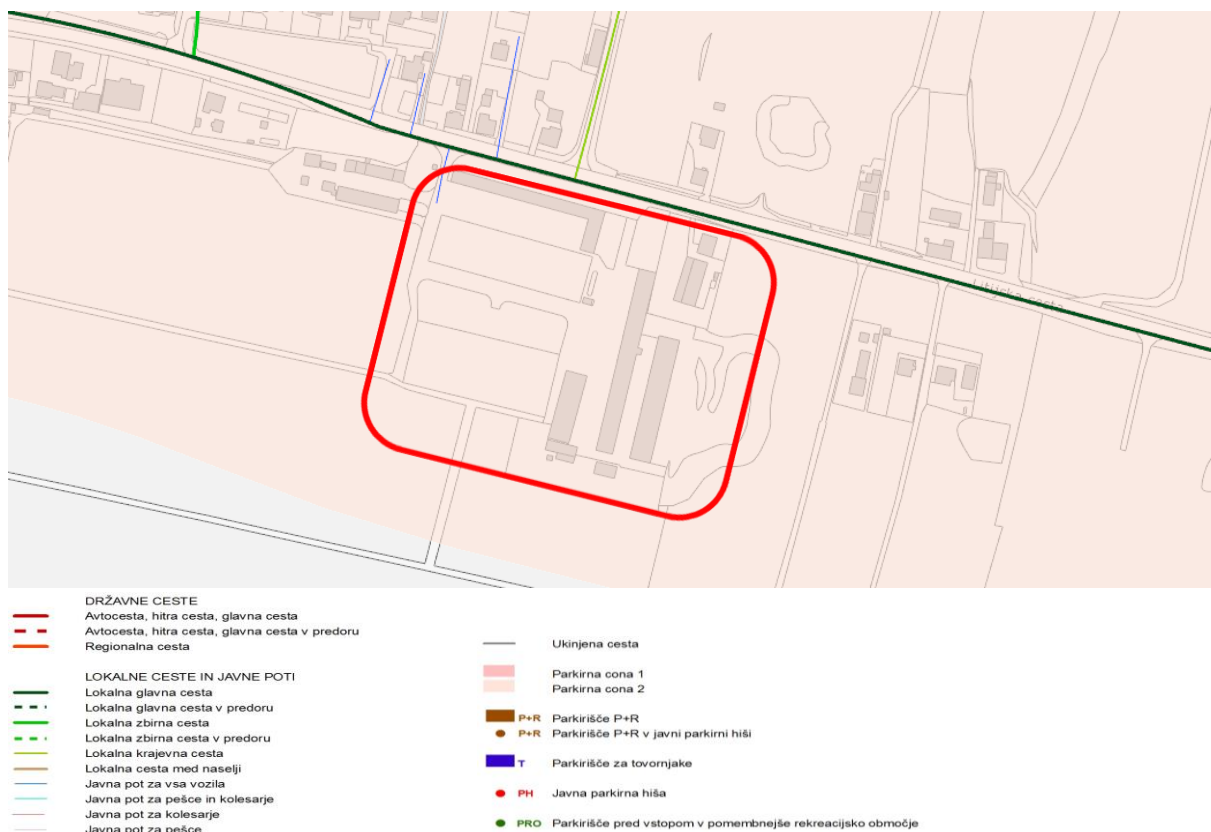 Litijska cesta
DRŽAVNE CESTE
Avtocesta, hitra cesta, glavna cesta
Avtocesta, hitra cesta, glavna cesta v predoru
Regionalna cesta
LOKALNE CESTE IN JAVNE POTI
Lokalna glavna cesta
Lokalna glavna cesta v predoru
Lokalna zbirna cesta
Lokalna zbirna cesta v predoru
Lokalna krajevna cesta
Lokalna cesta med naselji
Javna pot za vsa vozila
Javna pot za pešce in kolesarje
Javna pot za kolesarje
Javna pot za pešce
Ukinjena cesta
Parkirna cona 1
Parkirna cona 2
P+R Parkirišče P+R
P+R Parkirišče P+R v javni parkirni hiši
T Parkirišče za tovornjake
PH Javna parkirna hiša
PRO Parkirišče pred vstopom v pomembnejše rekreacijsko območje